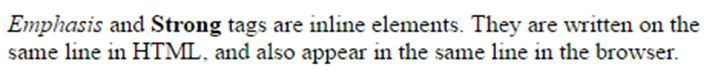 Emphasis and Strong tags are inline elements. They are written on the
same line in HTML, and also appear in the same line in the browser.